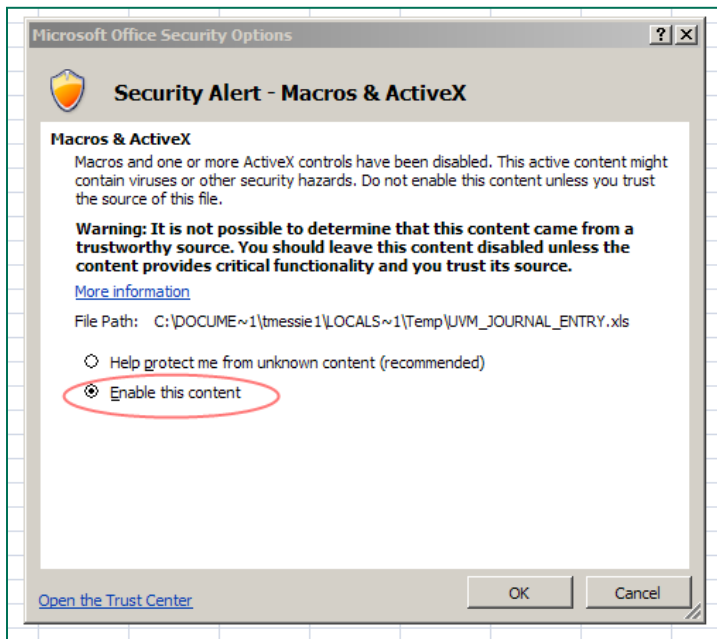 Microsoft Office Security Options
Security Alert - Macros & ActiveX
Macros & ActiveX
Macros and one or more ActiveX controls have been disabled. This active content might
contain viruses or other security hazards. Do not enable this content unless you trust
the source of this file.
Warning: It is not possible to determine that this content came from a
trustworthy source. You should leave this content disabled unless the
content provides critical functionality and you trust its source.
More information
File Path: C:\DOCUME~1\tmessie1\LOCALS~1\Temp\UVM_JOURNAL_ENTRY.xls
Help protect me from unknown content (recommended)
Enable this content
Open the Trust Center
OK
Cancel